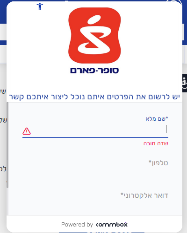 סופר-פארם
יש לרשום את הפרטים איתם נוכל ליצור איתכם קשר
שם מלא*
שדה חובה
טלפון*
דואר אלקטרוני*
Powered by commbox